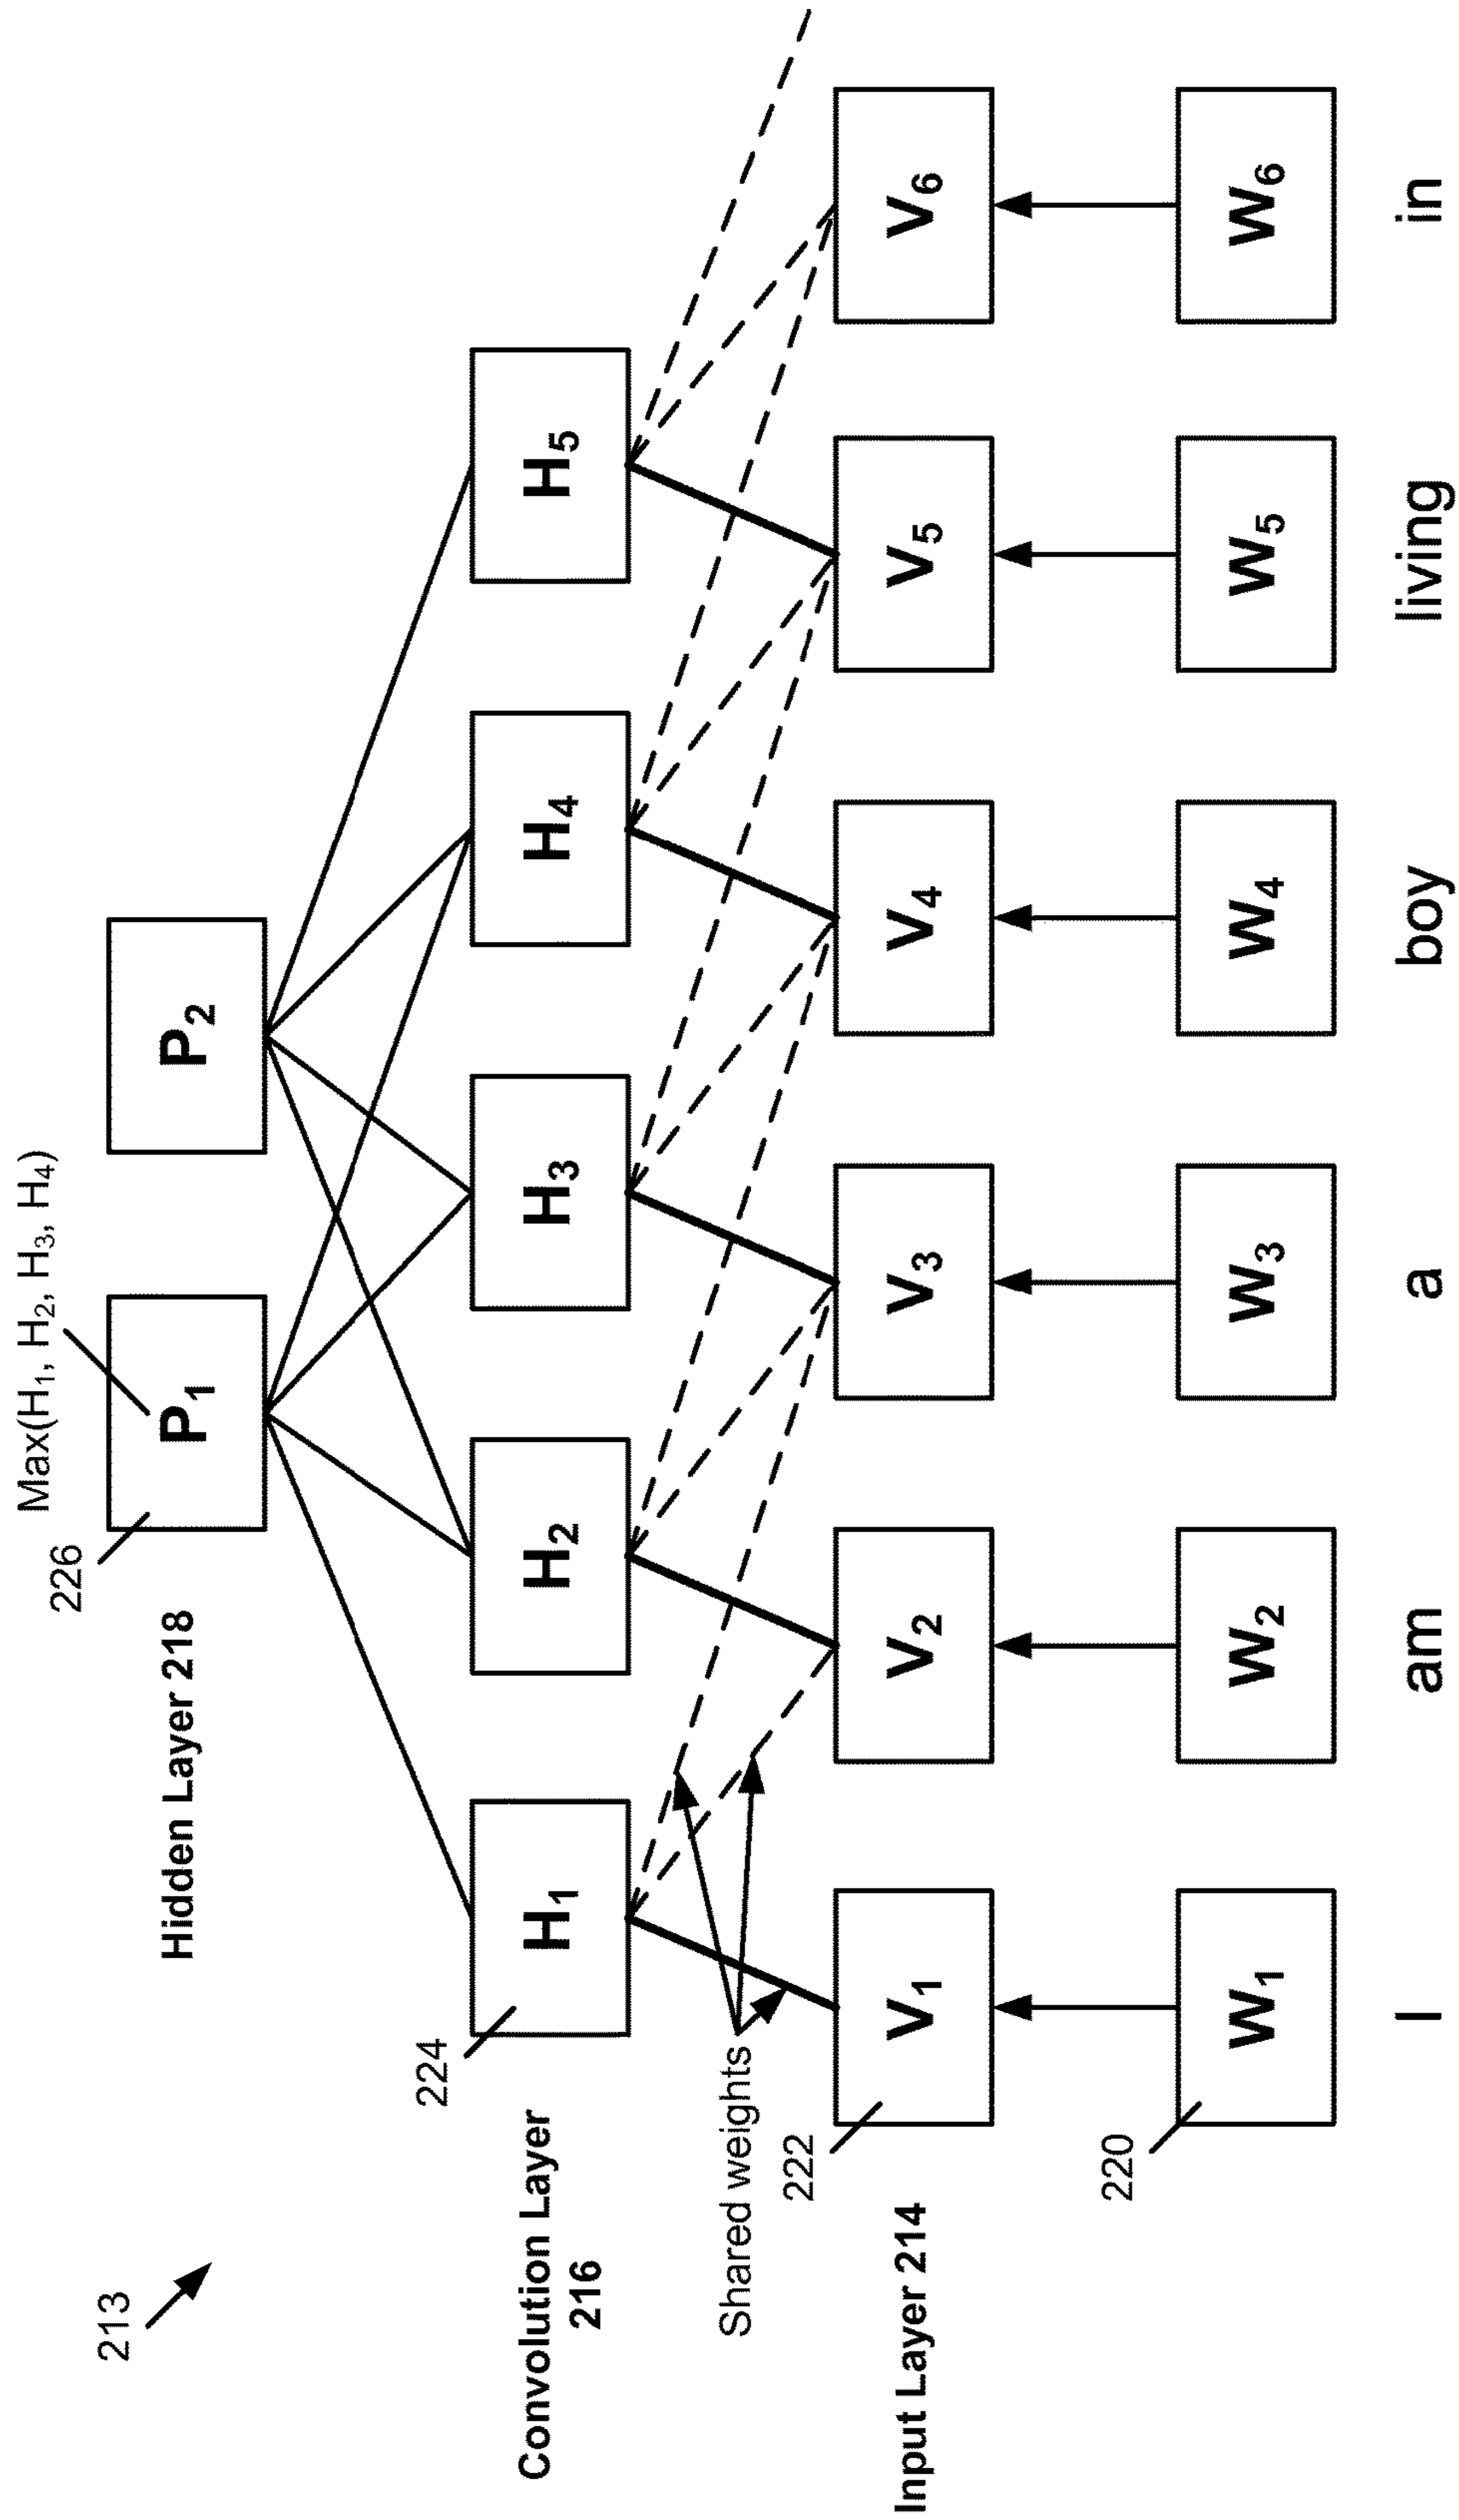 213
Max(H₁, H₂, H₃, H₄)
226
Hidden Layer 218
P₁
P₂
224
Convolution Layer
216
H₁
H₂
H₃
H₄
H₅
Shared weights
222
Input Layer 214
V₁
V₂
V₃
V₄
V₅
V₆
220
W₁
W₂
W₃
W₄
W₅
W₆
I
am
a
boy
living
in